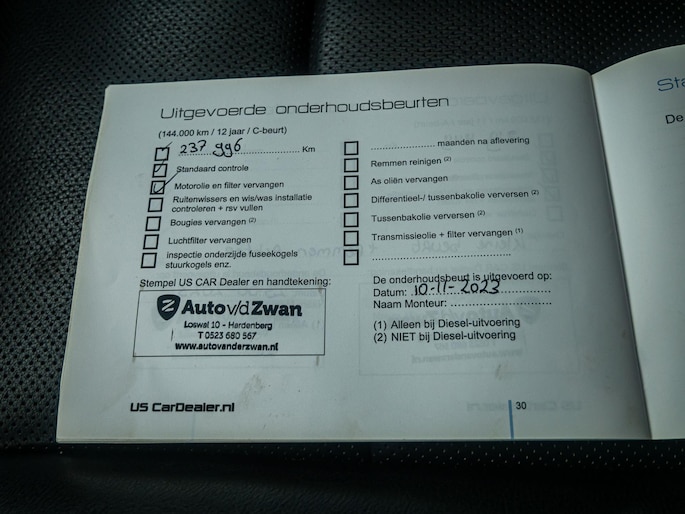 Uitgevoerde onderhoudsbeurten
(144.000 km / 12 jaar / C-beurt)
237 996 Km
Standaard controle
Motorolie en filter vervangen
Ruitenwissers en wis/was installatie
controleren + rsv vullen
Bougies vervangen (2)
Luchtfilter vervangen
inspectie onderzijde fuseekogels
stuurkogels enz.
Stempel US CAR Dealer en handtekening:
Auto v/d Zwan
Loswal 10 - Hardenberg
T 0523 680 567
www.autovanderzwan.nl
US CarDealer.nl
maanden na aflevering
Remmen reinigen (2)
As oliën vervangen
Differentieel-/ tussenbakolie verversen (2)
Tussenbakolie verversen (2)
Transmissieolie + filter vervangen (1)
De onderhoudsbeurt is uitgevoerd op:
Datum: 10-11-2023
Naam Monteur:
(1) Alleen bij Diesel-uitvoering
(2) NIET bij Diesel-uitvoering
30
Sta
De